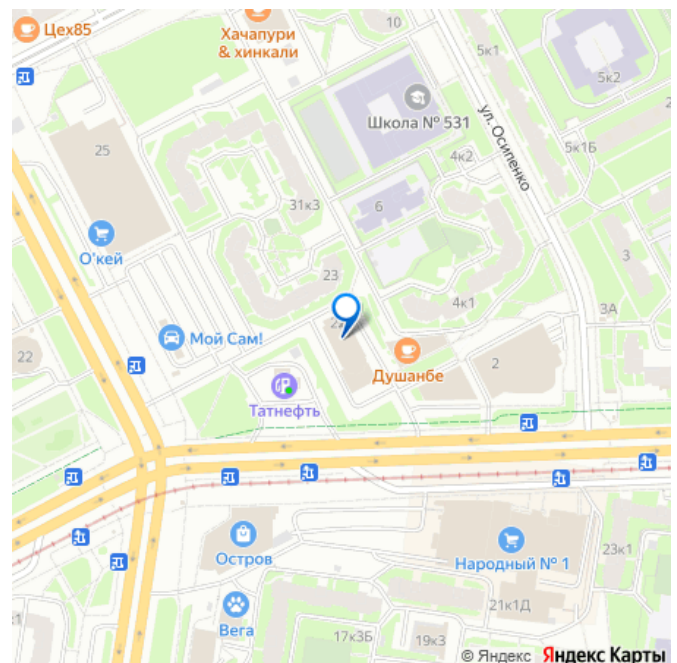 Цех85
Хачапури
& хинкали
5к1
5к2
25
Школа № 531
ул. Осипенко
4к2
5к1Б
31к3
6
О'кей
23
3
4к1
3А
Мой Сам!
22
Душанбе
2
Татнефть
Остров
Народный № 1
23к1
Вега
21к1Д
17к3Б
19к3
© Яндекс Яндекс Карты